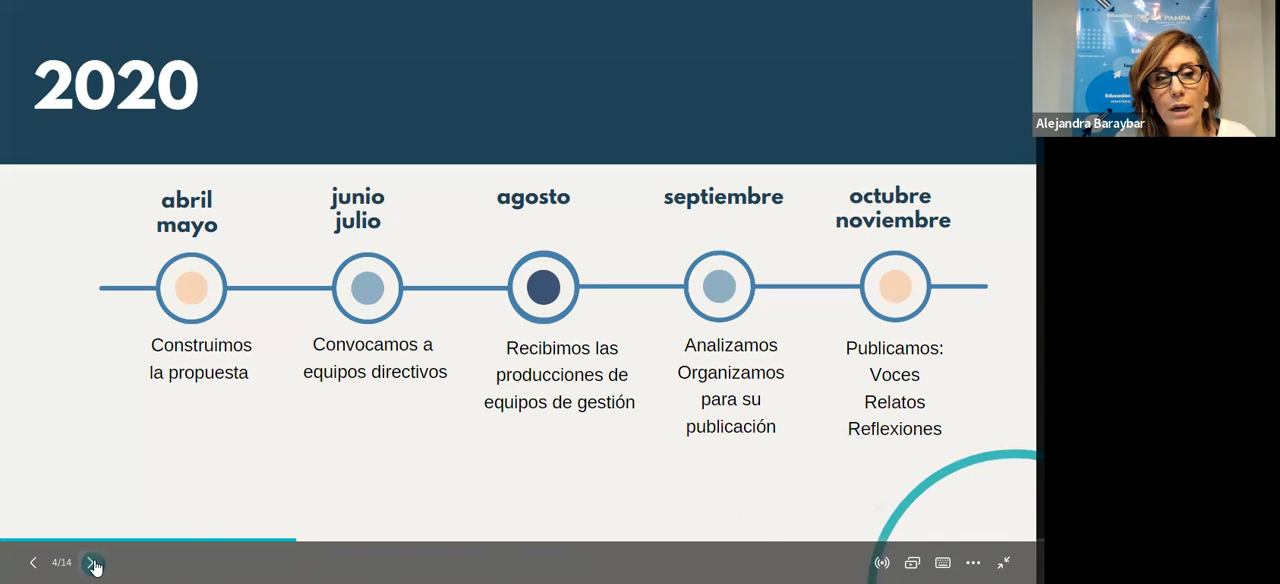 2020
LA PAMPA
Alejandra Baraybar
abril
mayo
junio
julio
agosto
septiembre
octubre
noviembre
Construimos
la propuesta
Convocamos a
equipos directivos
Recibimos las
producciones de
equipos de gestión
Analizamos
Organizamos
para su
publicación
Publicamos:
Voces
Relatos
Reflexiones
4/14